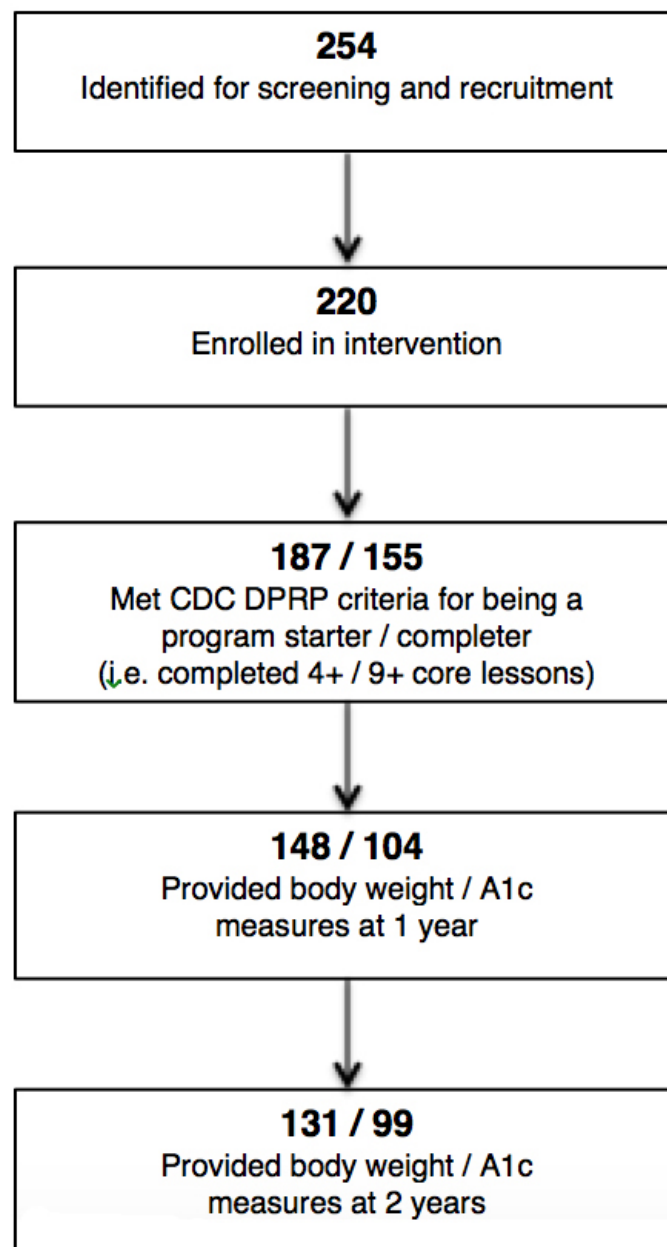 254
Identified for screening and recruitment
220
Enrolled in intervention
187 / 155
Met CDC DPRP criteria for being a
program starter / completer
(i.e. completed 4+ / 9+ core lessons)
148 / 104
Provided body weight / A1c
measures at 1 year
131 / 99
Provided body weight / A1c
measures at 2 years